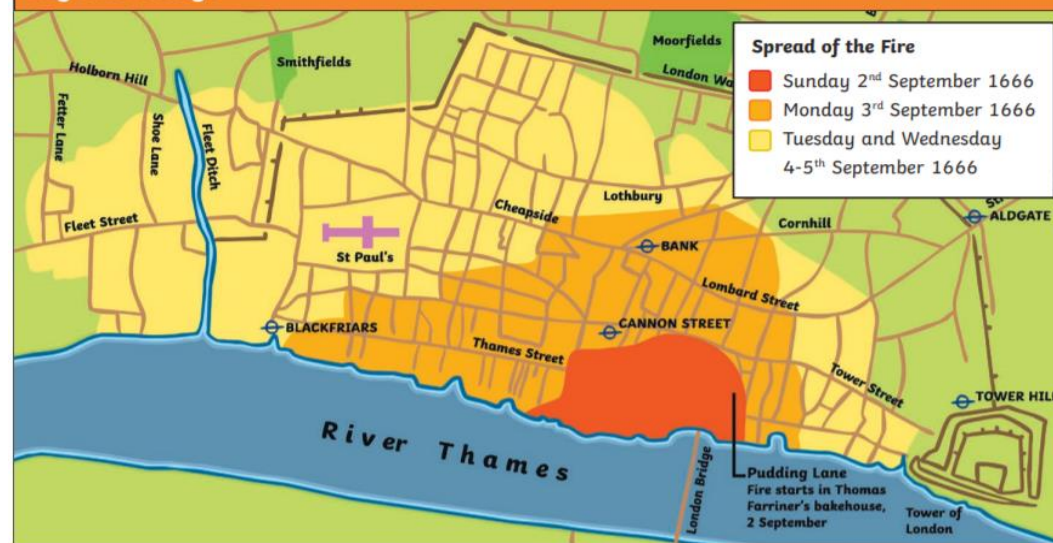 Moorfields
Smithfields
London Wa
Holborn Hill
Fetter Lane
Shoe Lane
Fleet Ditch
Fleet Street
Cheapside
Lothbury
Cornhill
St Paul's
BANK
ALDGATE
Lombard Street
BLACKFRIARS
CANNON STREET
Thames Street
Tower Street
TOWER HILL
River Thames
London Bridge
Pudding Lane
Fire starts in Thomas
Farriner's bakehouse,
2 September
Tower of
London
Spread of the Fire
Sunday 2nd September 1666
Monday 3rd September 1666
Tuesday and Wednesday
4-5th September 1666